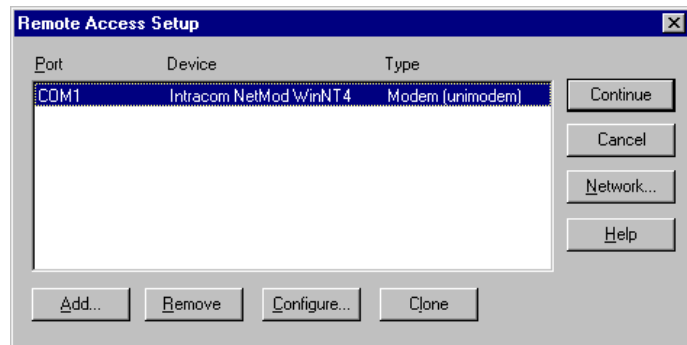 Remote Access Setup
Port Device Type
COM1 Intracom NetMod WinNT4 Modem (unimodem)
Continue
Cancel
Network...
Help
Add... Remove Configure... Clone